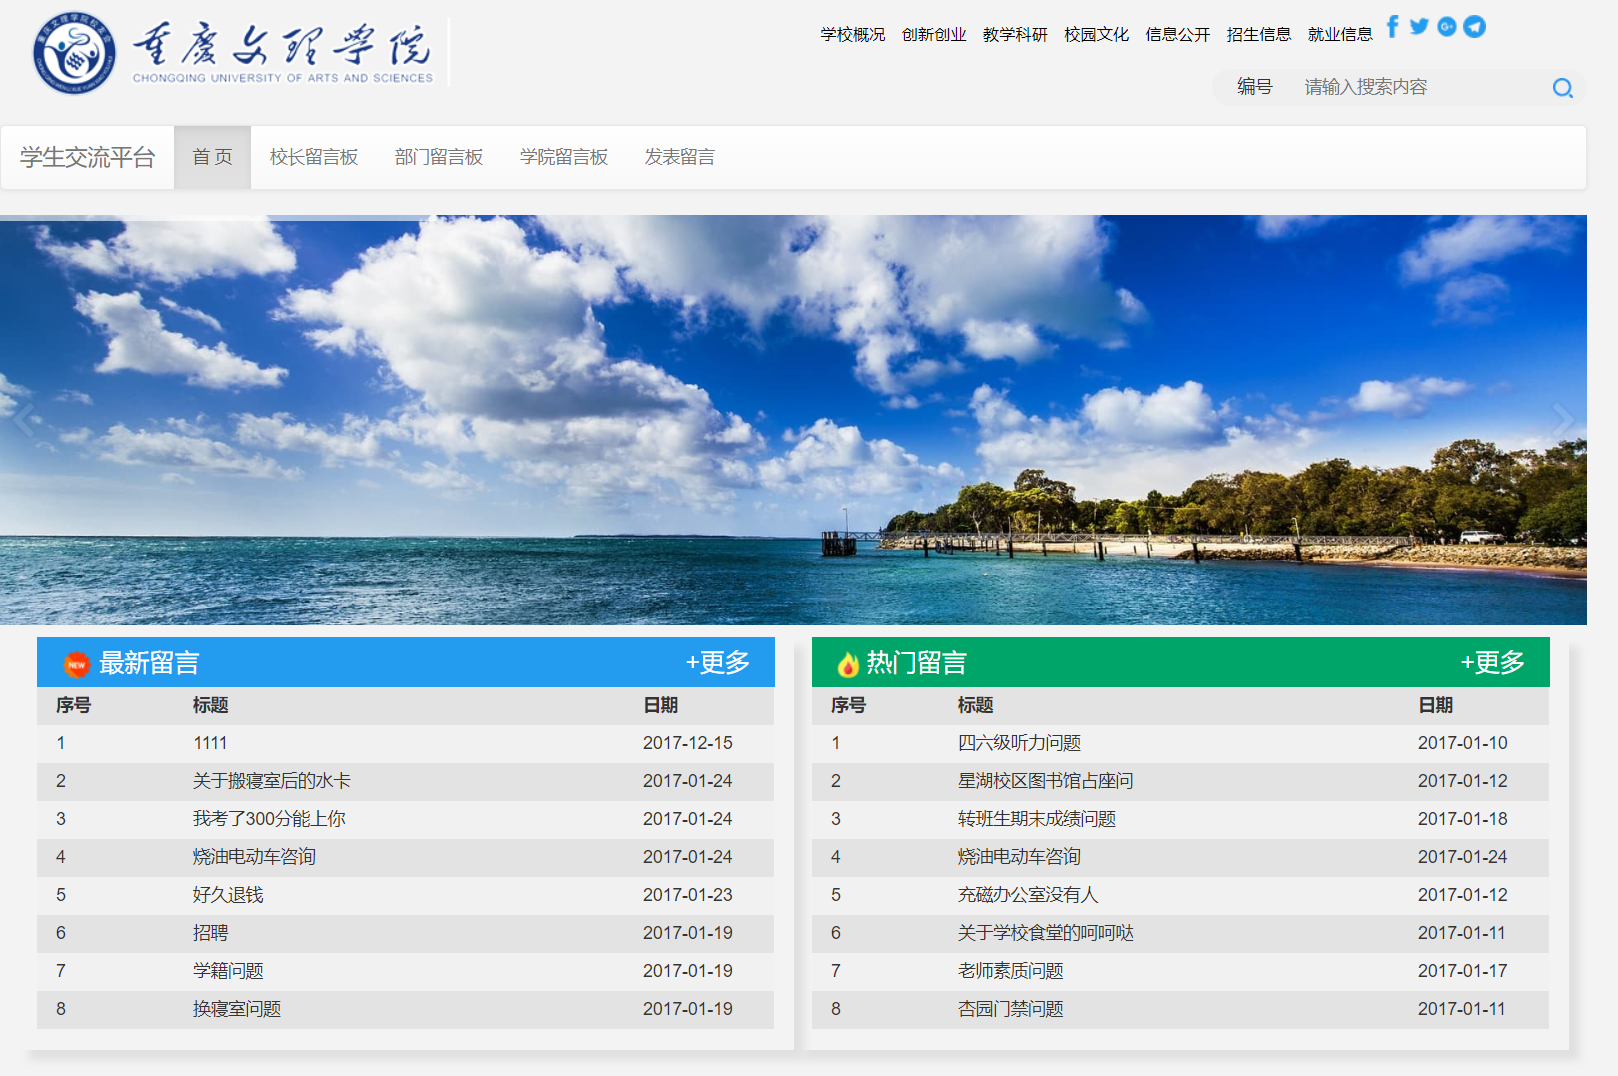 重庆文理学院校友会
重慶文理学院
CHONGQING UNIVERSITY OF ARTS AND SCIENCES
学校概况 创新创业 教学科研 校园文化 信息公开 招生信息 就业信息
编号 请输入搜索内容
学生交流平台 首 页 校长留言板 部门留言板 学院留言板 发表留言
NEW 最新留言 +更多
序号 标题 日期
1 1111 2017-12-15
2 关于搬寝室后的水卡 2017-01-24
3 我考了300分能上你 2017-01-24
4 烧油电动车咨询 2017-01-24
5 好久退钱 2017-01-23
6 招聘 2017-01-19
7 学籍问题 2017-01-19
8 换寝室问题 2017-01-19
热门留言 +更多
序号 标题 日期
1 四六级听力问题 2017-01-10
2 星湖校区图书馆占座问 2017-01-12
3 转班生期末成绩问题 2017-01-18
4 烧油电动车咨询 2017-01-24
5 充磁办公室没有人 2017-01-12
6 关于学校食堂的呵呵哒 2017-01-11
7 老师素质问题 2017-01-17
8 杏园门禁问题 2017-01-11